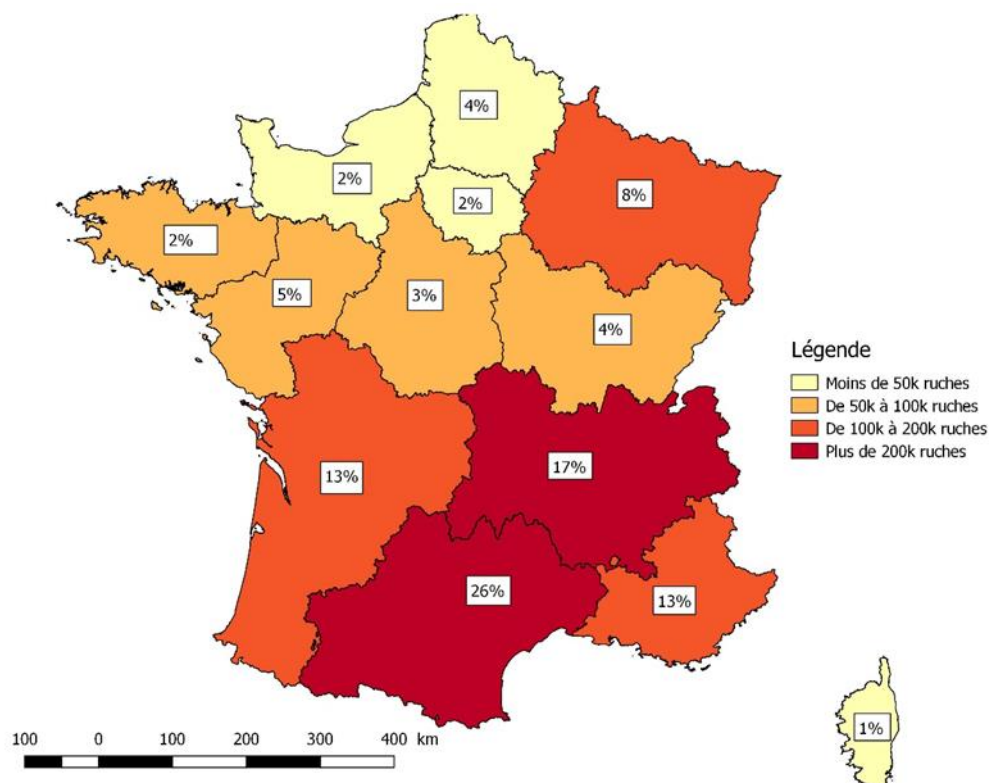 4%
2%
2%
8%
2%
5%
3%
4%
Légende
Moins de 50k ruches
De 50k à 100k ruches
De 100k à 200k ruches
Plus de 200k ruches
13%
17%
26%
13%
1%
100 0 100 200 300 400 km